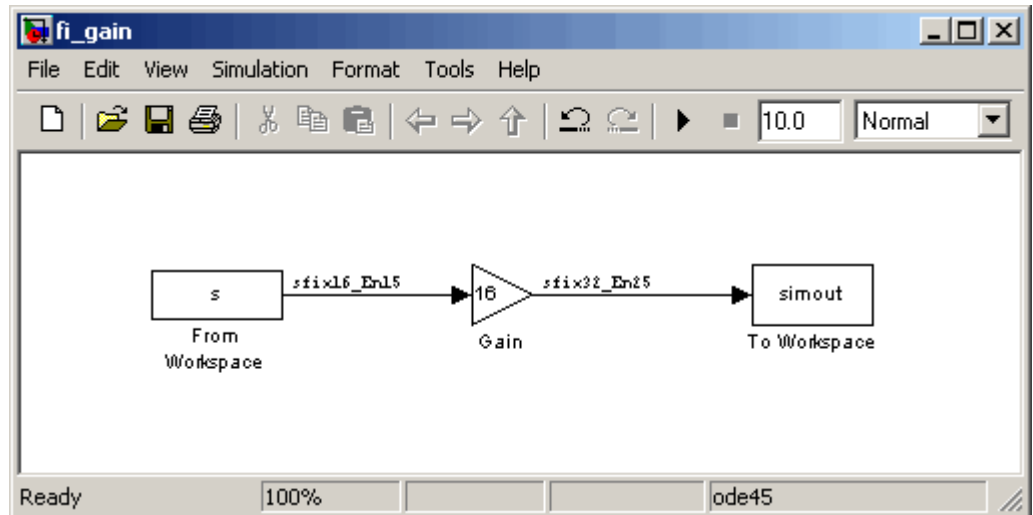 fi_gain
File Edit View Simulation Format Tools Help
10.0 Normal
sfix16_En15 sfix32_En25
s 16 simout
From Workspace Gain To Workspace
Ready 100% ode45